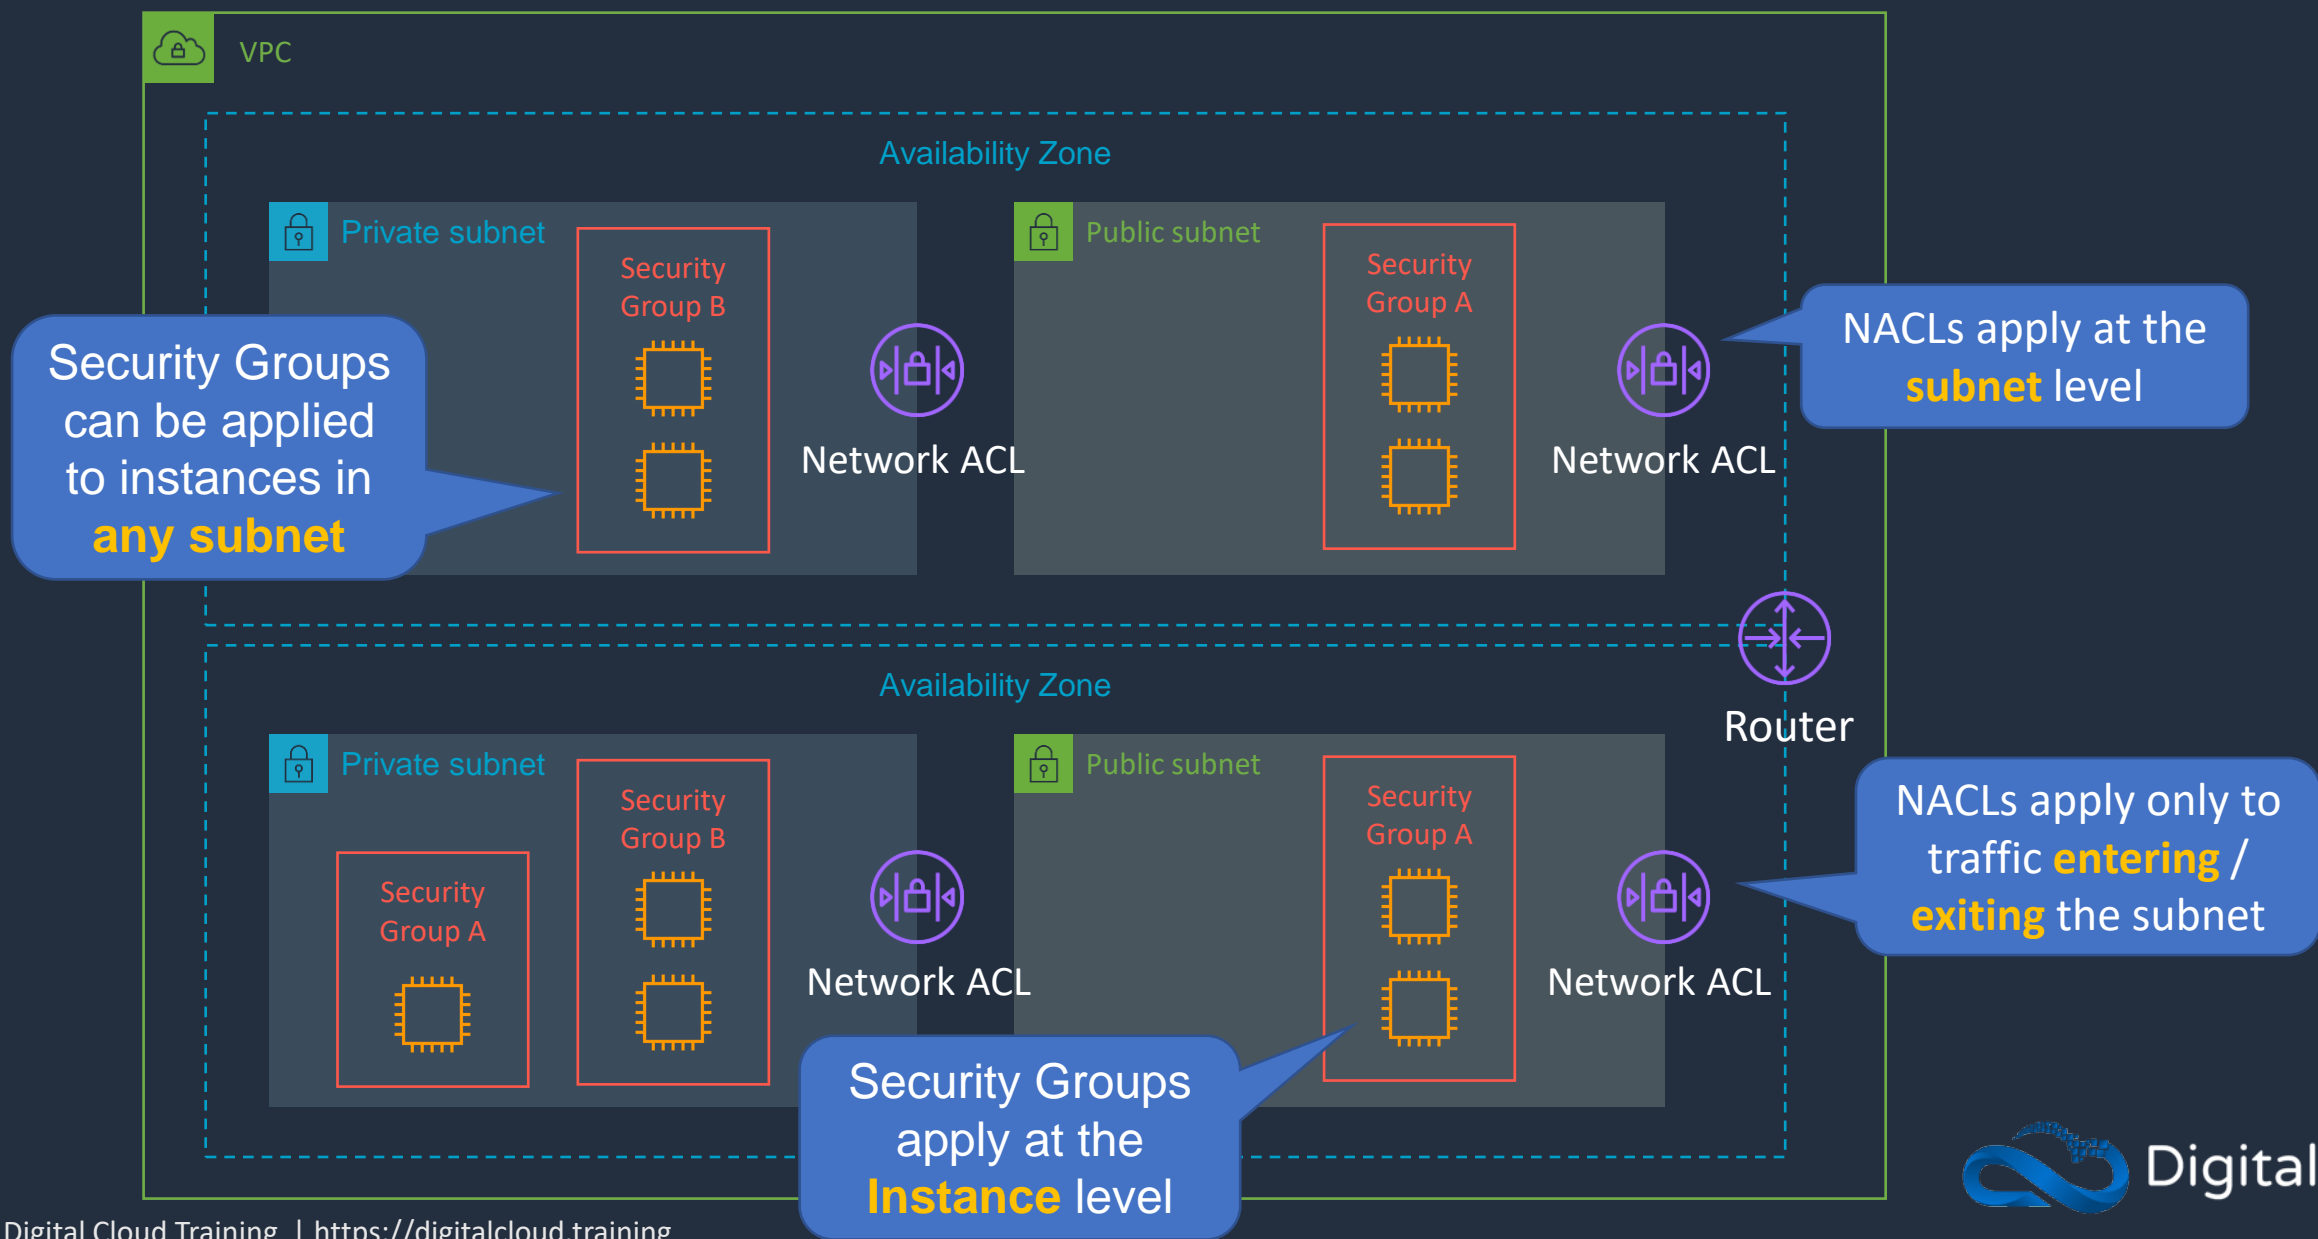 VPC
Availability Zone
Private subnet
Security
Group B
Network ACL
Public subnet
Security
Group A
Network ACL
Security Groups
can be applied
to instances in
any subnet
NACLs apply at the
subnet level
Router
Availability Zone
Private subnet
Security
Group A
Security
Group B
Network ACL
Public subnet
Security
Group A
Network ACL
NACLs apply only to
traffic entering /
exiting the subnet
Security Groups
apply at the
Instance level
Digital
Digital Cloud Training | https://digitalcloud.training